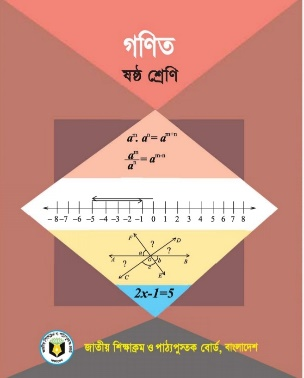 গণিত
ষষ্ঠ শ্রেণি
aᵐ. aⁿ = aᵐ⁺ⁿ
aᵐ/aⁿ = aᵐ⁻ⁿ
-8 -7 -6 -5 -4 -3 -2 -1 0 1 2 3 4 5 6 7 8
F ? D
? a b ?
A c B
C E
2x-1=5
জাতীয় শিক্ষাক্রম ও পাঠ্যপুস্তক বোর্ড, বাংলাদেশ